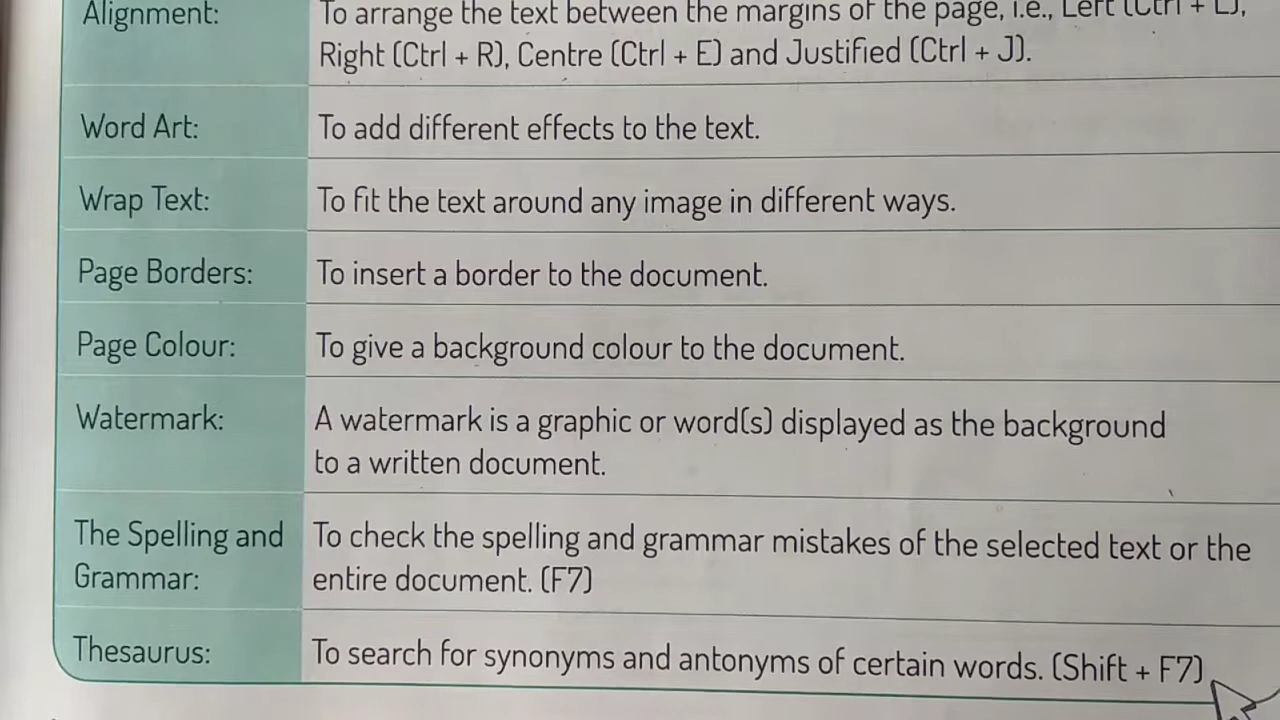 Alignment:
To arrange the text between the margins of the page, i.e., Left (Ctrl + L),
Right (Ctrl + R), Centre (Ctrl + E) and Justified (Ctrl + J).
Word Art:
To add different effects to the text.
Wrap Text:
To fit the text around any image in different ways.
Page Borders:
To insert a border to the document.
Page Colour:
To give a background colour to the document.
Watermark:
A watermark is a graphic or word(s) displayed as the background
to a written document.
The Spelling and
Grammar:
To check the spelling and grammar mistakes of the selected text or the
entire document. (F7)
Thesaurus:
To search for synonyms and antonyms of certain words. (Shift + F7)